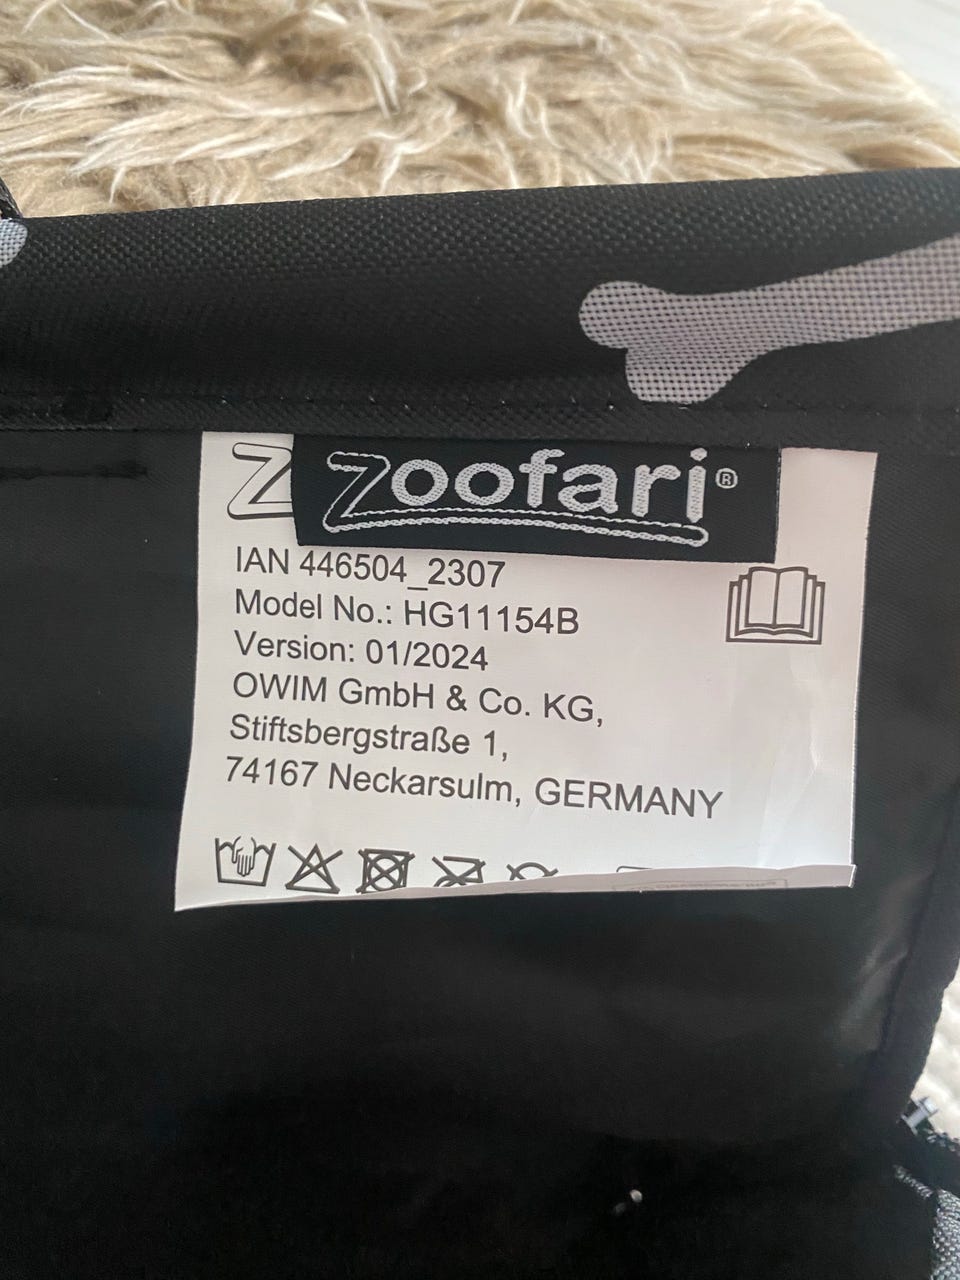 Z
Zoofari®
IAN 446504_2307
Model No.: HG11154B
Version: 01/2024
OWIM GmbH & Co. KG,
Stiftsbergstraße 1,
74167 Neckarsulm, GERMANY